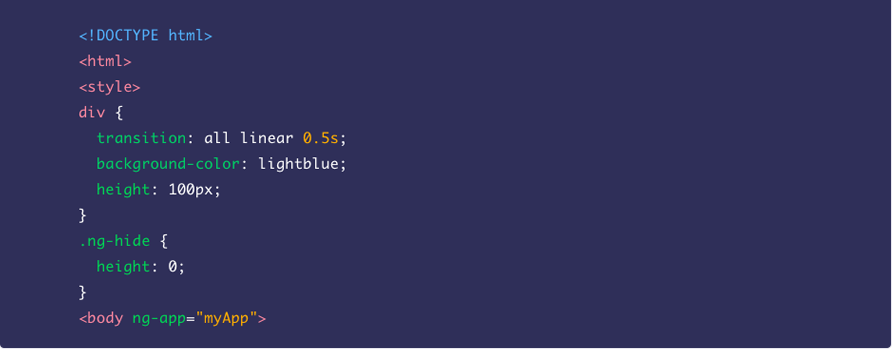 <!DOCTYPE html>
<html>
<style>
div {
  transition: all linear 0.5s;
  background-color: lightblue;
  height: 100px;
}
.ng-hide {
  height: 0;
}
<body ng-app="myApp">